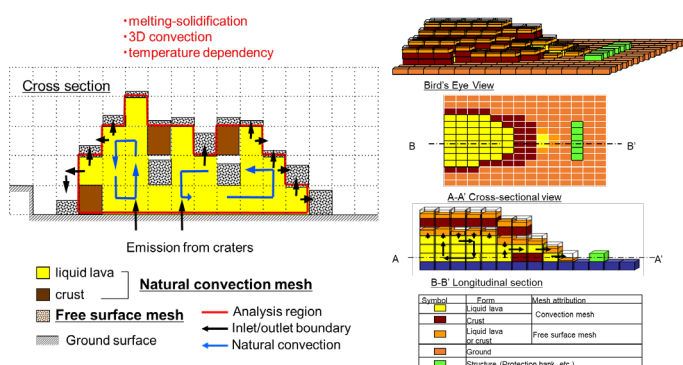 ・melting-solidification
・3D convection
・temperature dependency
Cross section
Emission from craters
liquid lava
crust
Natural convection mesh
Free surface mesh
Ground surface
Analysis region
Inlet/outlet boundary
Natural convection
Bird's Eye View
B
B'
A-A' Cross-sectional view
A
A'
B-B' Longitudinal section
Symbol Form Mesh attribution
Liquid lava
Convection mesh
Crust
Liquid lava
or crust
Free surface mesh
Ground
Structure (Protection bank, etc.)